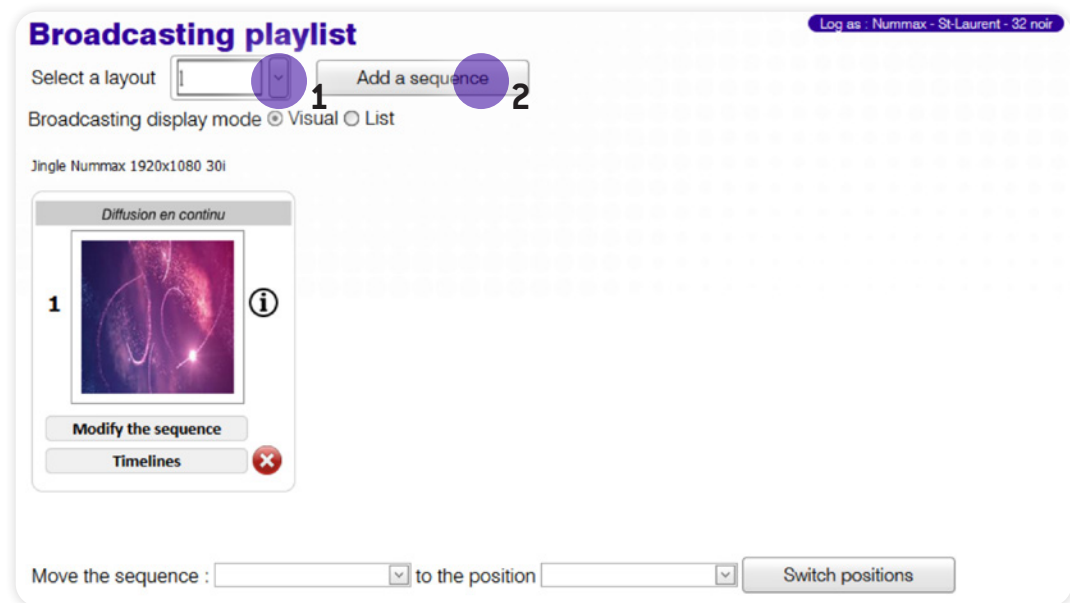 Broadcasting playlist
Log as : Nummax - St-Laurent - 32 noir
Select a layout 1 Add a sequence
1 2
Broadcasting display mode Visual List
Jingle Nummax 1920x1080 30i
Diffusion en continu
1 i
Modify the sequence
Timelines
Move the sequence : to the position Switch positions